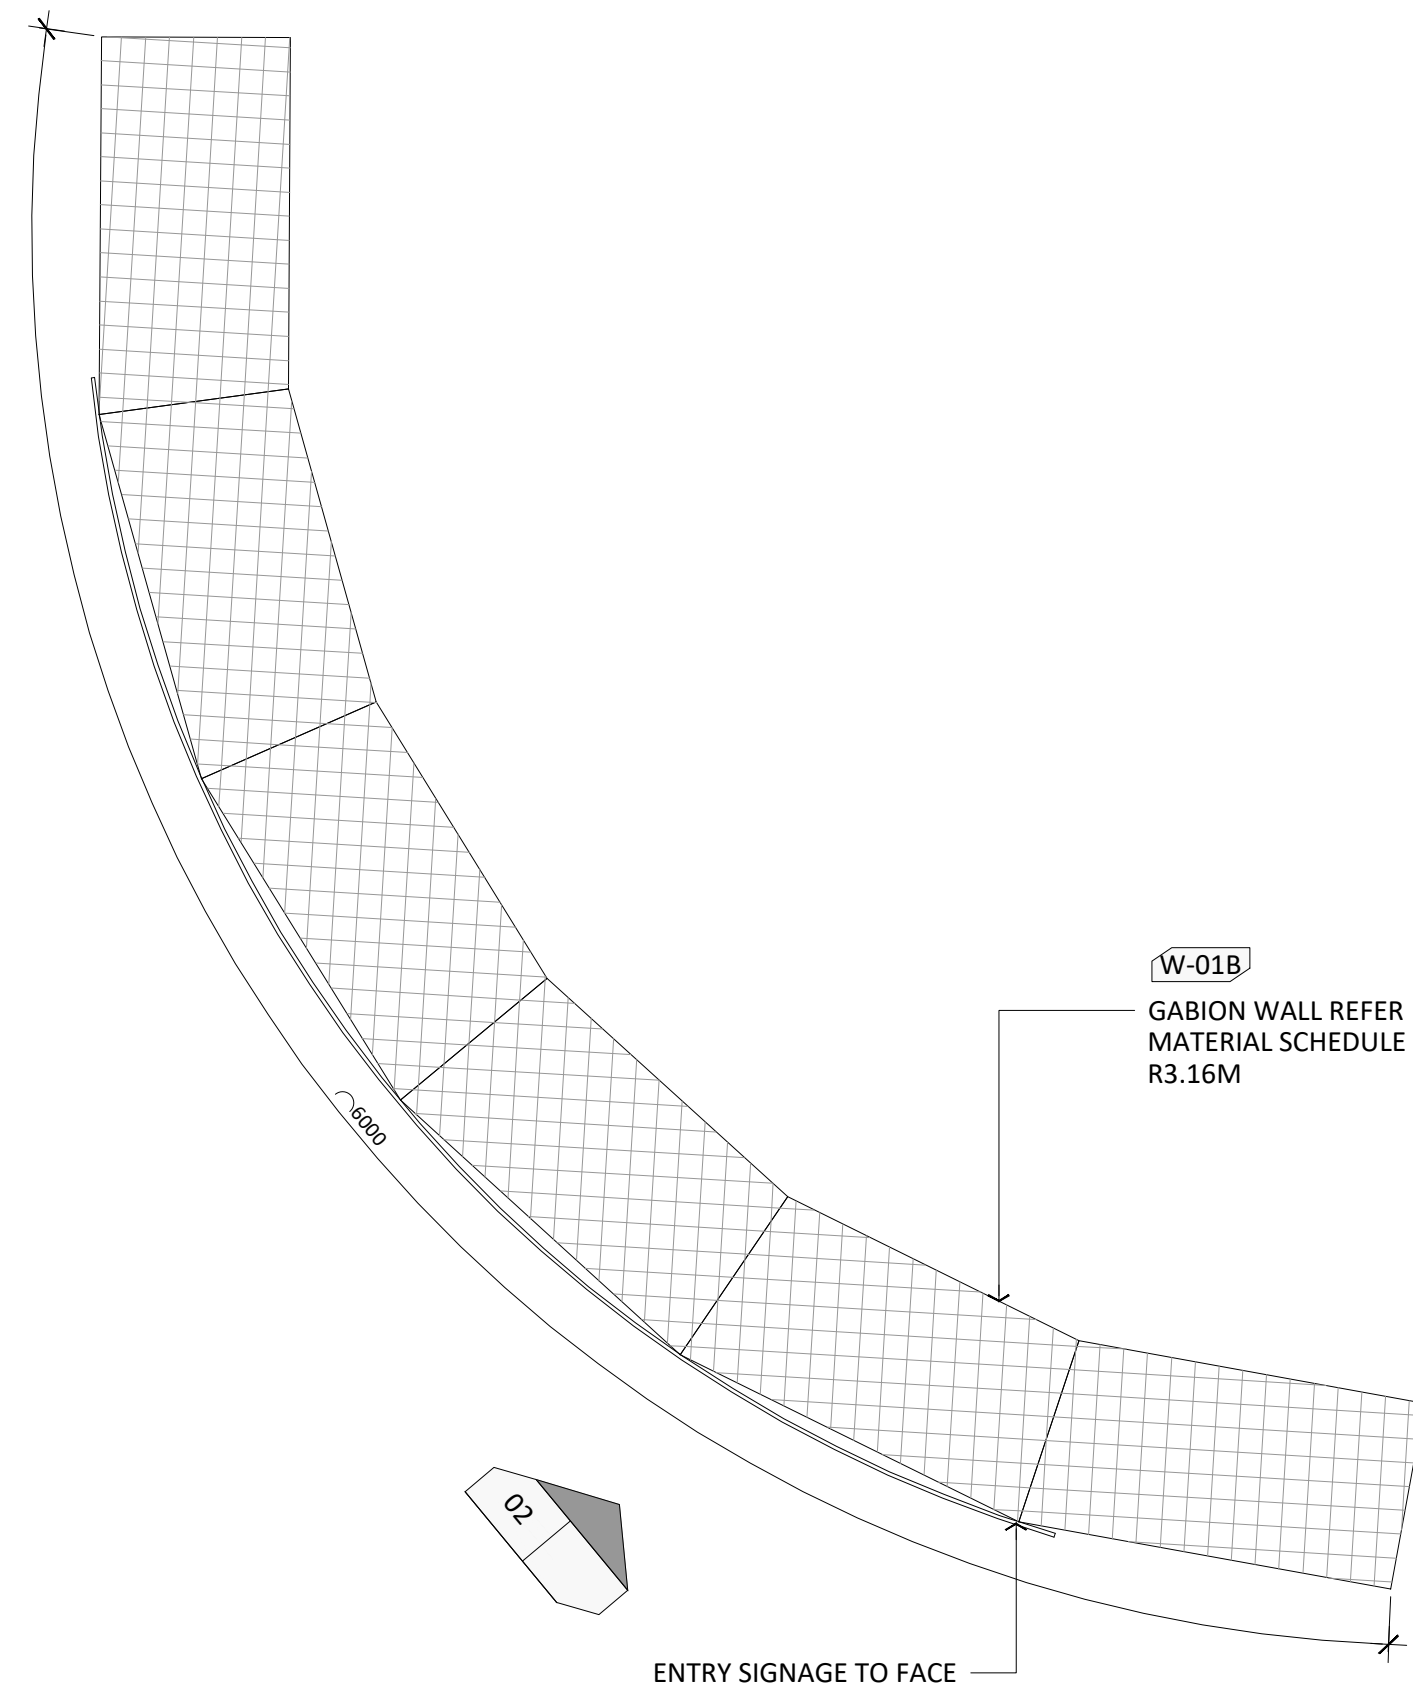 W-01B
GABION WALL REFER
MATERIAL SCHEDULE
R3.16M
6000
02
ENTRY SIGNAGE TO FACE